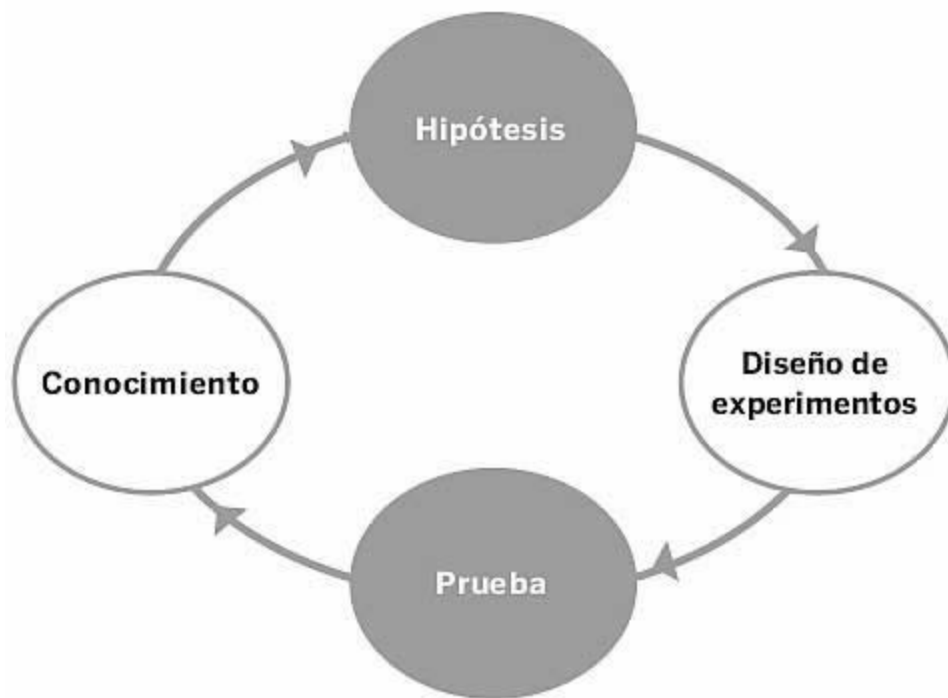 Hipótesis
Conocimiento
Diseño de
experimentos
Prueba